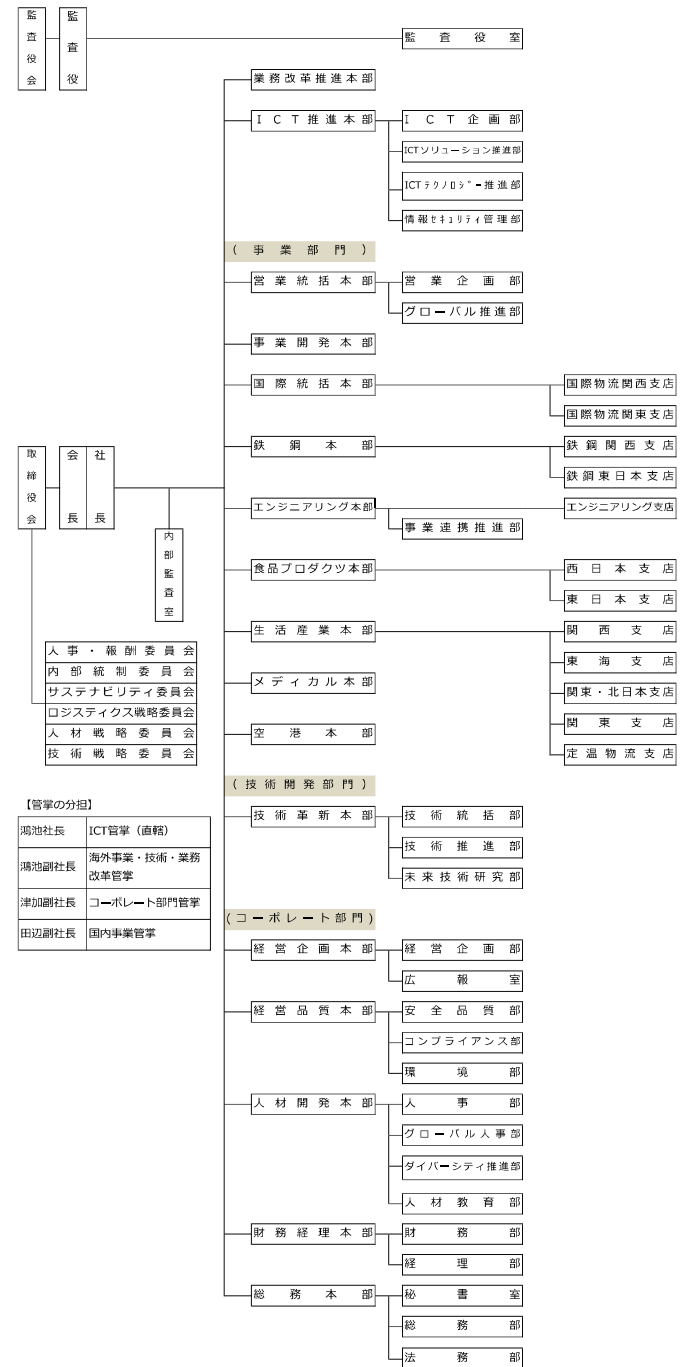 監査役会
監査役
監査役室
業務改革推進本部
ICT推進本部
ICT企画部
ICTソリューション推進部
ICTテクノロジー推進部
情報セキュリティ管理部
(事業部門)
営業統括本部
営業企画部
グローバル推進部
事業開発本部
国際統括本部
国際物流関西支店
国際物流関東支店
鉄鋼本部
鉄鋼関西支店
鉄鋼東日本支店
取締役会
会長
社長
内部監査室
エンジニアリング本部
エンジニアリング支店
事業連携推進部
食品プロダクツ本部
西日本支店
東日本支店
生活産業本部
関西支店
東海支店
関東・北日本支店
関東支店
定温物流支店
メディカル本部
空港本部
人事・報酬委員会
内部統制委員会
サステナビリティ委員会
ロジスティクス戦略委員会
人材戦略委員会
技術戦略委員会
(技術開発部門)
技術革新本部
技術統括部
技術推進部
未来技術研究部
【管掌の分担】
鴻池社長 ICT管掌（直轄）
鴻池副社長 海外事業・技術・業務
改革管掌
津加副社長 コーポレート部門管掌
田辺副社長 国内事業管掌
(コーポレート部門)
経営企画本部
経営企画部
広報室
経営品質本部
安全品質部
コンプライアンス部
環境部
人材開発本部
人事部
グローバル人事部
ダイバーシティ推進部
人材教育部
財務経理本部
財務部
経理部
総務本部
秘書室
総務部
法務部